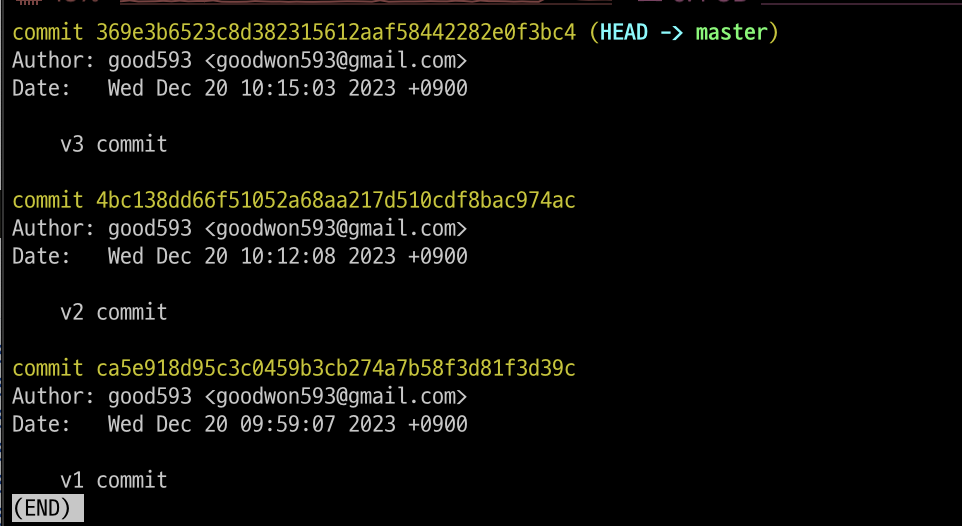 commit 369e3b6523c8d382315612aaf58442282e0f3bc4 (HEAD -> master)
Author: good593 <goodwon593@gmail.com>
Date:   Wed Dec 20 10:15:03 2023 +0900
v3 commit
commit 4bc138dd66f51052a68aa217d510cdf8bac974ac
Author: good593 <goodwon593@gmail.com>
Date:   Wed Dec 20 10:12:08 2023 +0900
v2 commit
commit ca5e918d95c3c0459b3cb274a7b58f3d81f3d39c
Author: good593 <goodwon593@gmail.com>
Date:   Wed Dec 20 09:59:07 2023 +0900
v1 commit
(END)